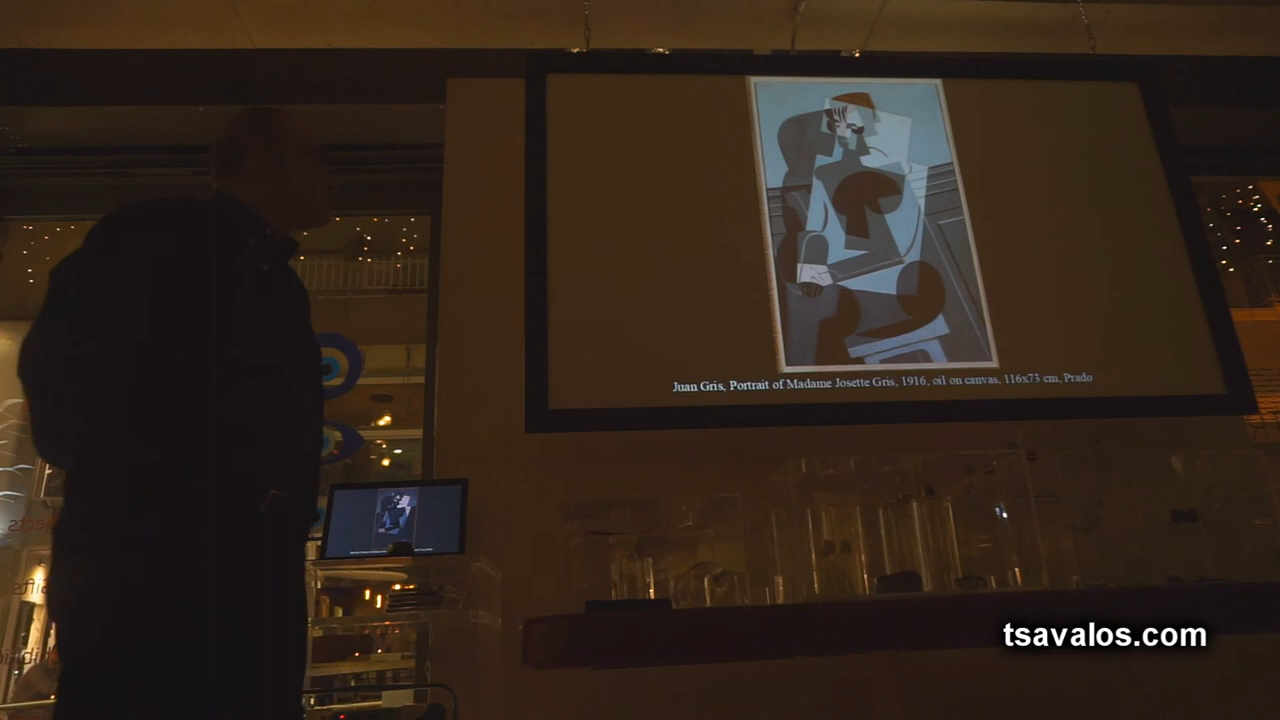 Juan Gris, Portrait of Madame Josette Gris, 1916, oil on canvas, 116x73 cm, Prado
tsavalos.com